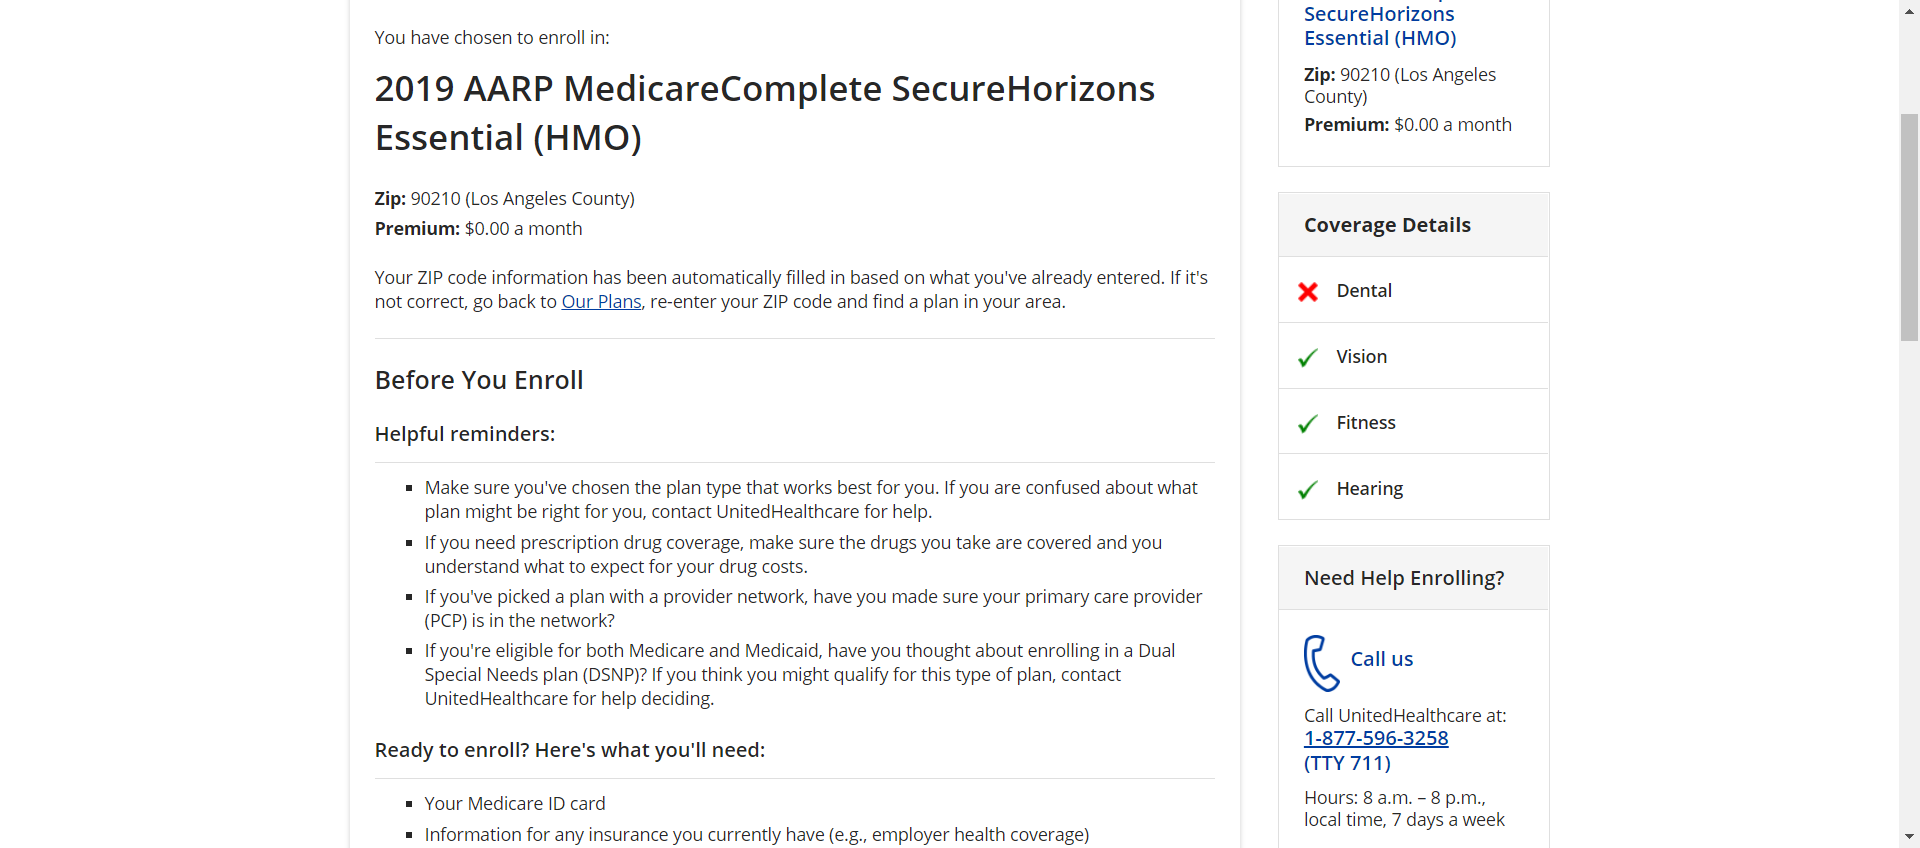 You have chosen to enroll in:
2019 AARP MedicareComplete SecureHorizons
Essential (HMO)
Zip: 90210 (Los Angeles County)
Premium: $0.00 a month
Your ZIP code information has been automatically filled in based on what you've already entered. If it's
not correct, go back to Our Plans, re-enter your ZIP code and find a plan in your area.
Before You Enroll
Helpful reminders:
Make sure you've chosen the plan type that works best for you. If you are confused about what
plan might be right for you, contact UnitedHealthcare for help.
If you need prescription drug coverage, make sure the drugs you take are covered and you
understand what to expect for your drug costs.
If you've picked a plan with a provider network, have you made sure your primary care provider
(PCP) is in the network?
If you're eligible for both Medicare and Medicaid, have you thought about enrolling in a Dual
Special Needs plan (DSNP)? If you think you might qualify for this type of plan, contact
UnitedHealthcare for help deciding.
Ready to enroll? Here's what you'll need:
Your Medicare ID card
Information for any insurance you currently have (e.g., employer health coverage)
SecureHorizons
Essential (HMO)
Zip: 90210 (Los Angeles
County)
Premium: $0.00 a month
Coverage Details
Dental
Vision
Fitness
Hearing
Need Help Enrolling?
Call us
Call UnitedHealthcare at:
1-877-596-3258
(TTY 711)
Hours: 8 a.m. – 8 p.m.,
local time, 7 days a week